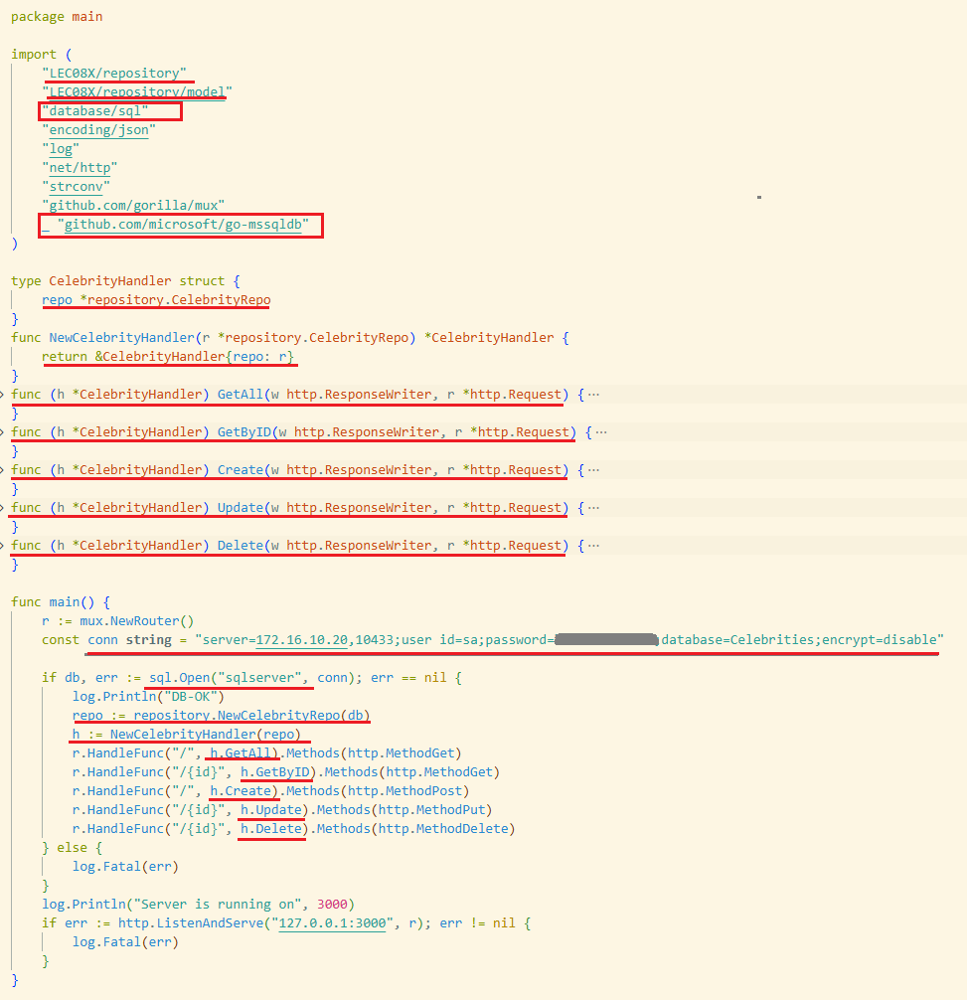 package main
import (
"LEC08X/repository"
"LEC08X/repository/model"
"database/sql"
"encoding/json"
"log"
"net/http"
"strconv"
"github.com/gorilla/mux"
_ "github.com/microsoft/go-mssqldb"
)
type CelebrityHandler struct {
repo *repository.CelebrityRepo
}
func NewCelebrityHandler(r *repository.CelebrityRepo) *CelebrityHandler {
return &CelebrityHandler{repo: r}
}
func (h *CelebrityHandler) GetAll(w http.ResponseWriter, r *http.Request) {···
}
func (h *CelebrityHandler) GetByID(w http.ResponseWriter, r *http.Request) {···
}
func (h *CelebrityHandler) Create(w http.ResponseWriter, r *http.Request) {···
}
func (h *CelebrityHandler) Update(w http.ResponseWriter, r *http.Request) {···
}
func (h *CelebrityHandler) Delete(w http.ResponseWriter, r *http.Request) {···
}
func main() {
r := mux.NewRouter()
const conn string = "server=172.16.10.20,10433;user id=sa;password=;database=Celebrities;encrypt=disable"
if db, err := sql.Open("sqlserver", conn); err == nil {
log.Println("DB-OK")
repo := repository.NewCelebrityRepo(db)
h := NewCelebrityHandler(repo)
r.HandleFunc("/", h.GetAll).Methods(http.MethodGet)
r.HandleFunc("/{id}", h.GetByID).Methods(http.MethodGet)
r.HandleFunc("/", h.Create).Methods(http.MethodPost)
r.HandleFunc("/{id}", h.Update).Methods(http.MethodPut)
r.HandleFunc("/{id}", h.Delete).Methods(http.MethodDelete)
} else {
log.Fatal(err)
}
log.Println("Server is running on", 3000)
if err := http.ListenAndServe("127.0.0.1:3000", r); err != nil {
log.Fatal(err)
}
}